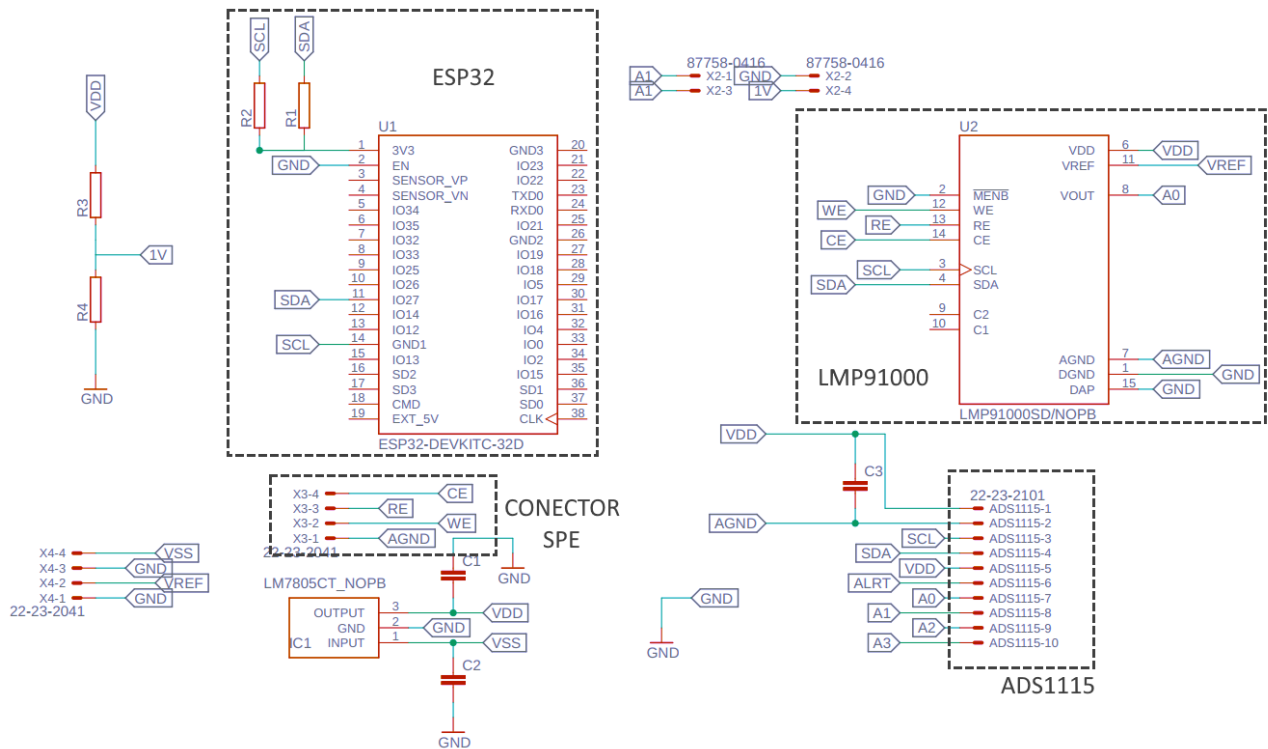 VDD
R3
1V
R4
GND
SCL
SDA
R2
R1
ESP32
U1
GND
1 3V3
2 EN
3 SENSOR_VP
4 SENSOR_VN
5 IO34
6 IO35
7 IO32
8 IO33
9 IO25
10 IO26
SDA 11 IO27
12 IO14
13 IO12
SCL 14 GND1
15 IO13
16 SD2
17 SD3
18 CMD
19 EXT_5V
GND3 20
IO23 21
IO22 22
TXD0 23
RXD0 24
IO21 25
GND2 26
IO19 27
IO18 28
IO5 29
IO17 30
IO16 31
IO4 32
IO0 33
IO2 34
IO15 35
SD1 36
SD0 37
CLK 38
ESP32-DEVKITC-32D
87758-0416 87758-0416
A1 X2-1 GND X2-2
A1 X2-3 1V X2-4
U2
GND 2 MENB
WE 12 WE
RE 13 RE
CE 14 CE
SCL 3 SCL
SDA 4 SDA
9 C2
10 C1
VDD 6 VDD
VREF 11 VREF
VOUT 8 A0
AGND 7 AGND
DGND 1 GND
DAP 15 GND
LMP91000
LMP91000SD/NOPB
X3-4 CE
X3-3 RE
X3-2 WE
X3-1 AGND
22-23-2041
CONECTOR
SPE
X4-4 VSS
X4-3 GND
X4-2 VREF
X4-1 GND
22-23-2041
C1
GND
LM7805CT_NOPB
OUTPUT 3 VDD
GND 2 GND
IC1 INPUT 1 VSS
C2
GND
VDD
C3
AGND
GND
GND
22-23-2101
ADS1115-1
ADS1115-2
SCL ADS1115-3
SDA ADS1115-4
VDD ADS1115-5
ALRT ADS1115-6
A0 ADS1115-7
A1 ADS1115-8
A2 ADS1115-9
A3 ADS1115-10
ADS1115